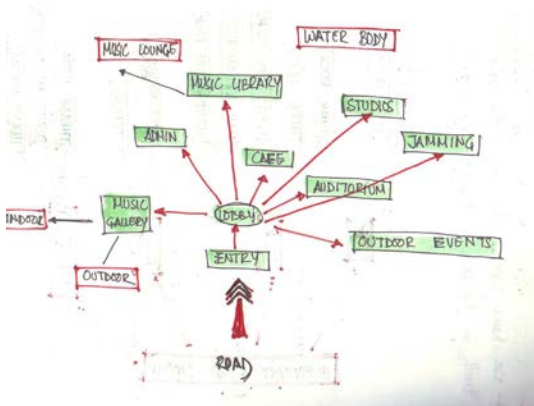 MUSIC LOUNGE
WATER BODY
MUSIC LIBRARY
STUDIOS
ADMIN
CAFE
JAMMING
AUDITORIUM
MUSIC
GALLERY
LOBBY
INDOOR
OUTDOOR EVENTS
ENTRY
OUTDOOR
ROAD